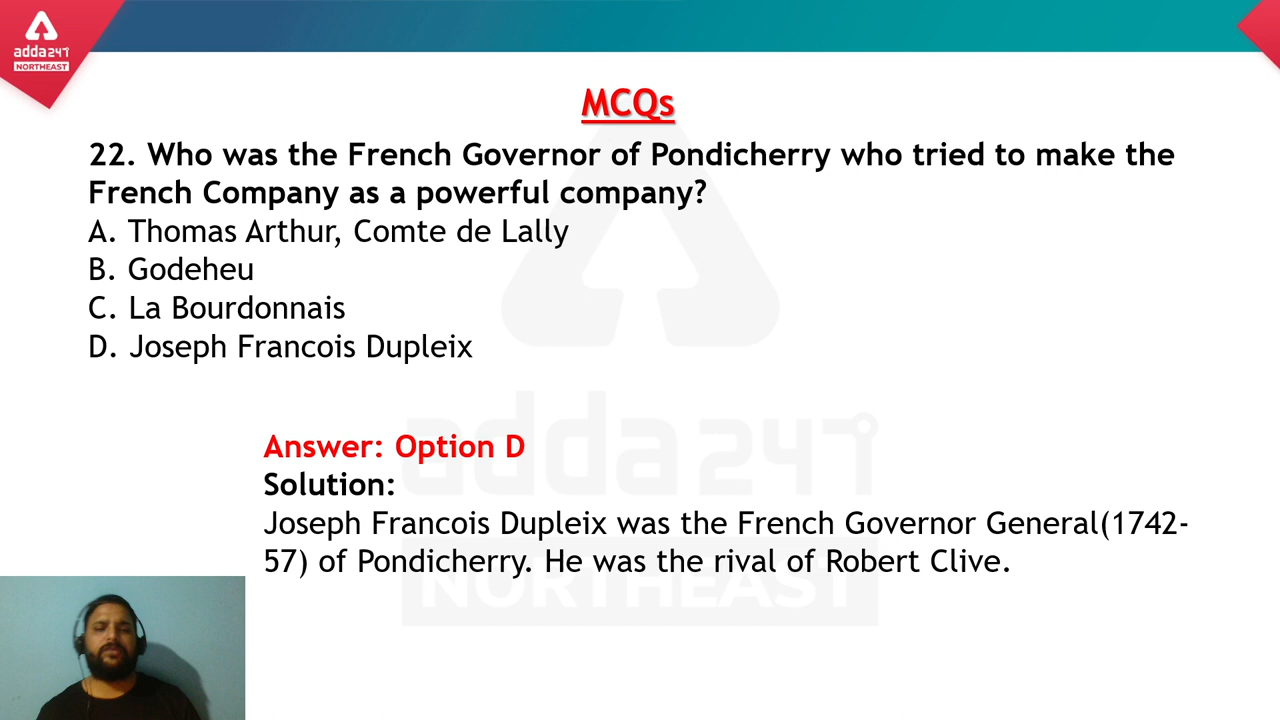 adda247
NORTHEAST
MCQs
22. Who was the French Governor of Pondicherry who tried to make the
French Company as a powerful company?
A. Thomas Arthur, Comte de Lally
B. Godeheu
C. La Bourdonnais
D. Joseph Francois Dupleix
adda247
NORTHEAST
Answer: Option D
Solution:
Joseph Francois Dupleix was the French Governor General(1742-
57) of Pondicherry. He was the rival of Robert Clive.